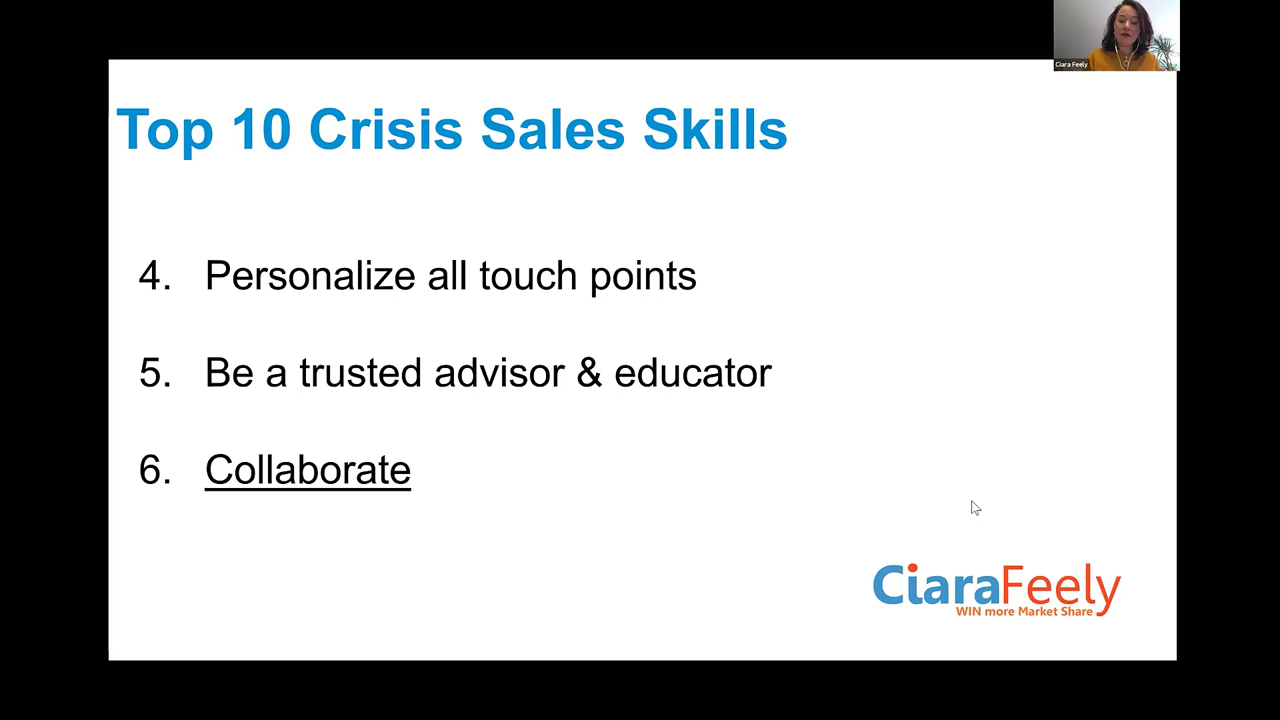 Ciara Feely
Top 10 Crisis Sales Skills
4. Personalize all touch points
5. Be a trusted advisor & educator
6. Collaborate
CiaraFeely
WIN more Market Share